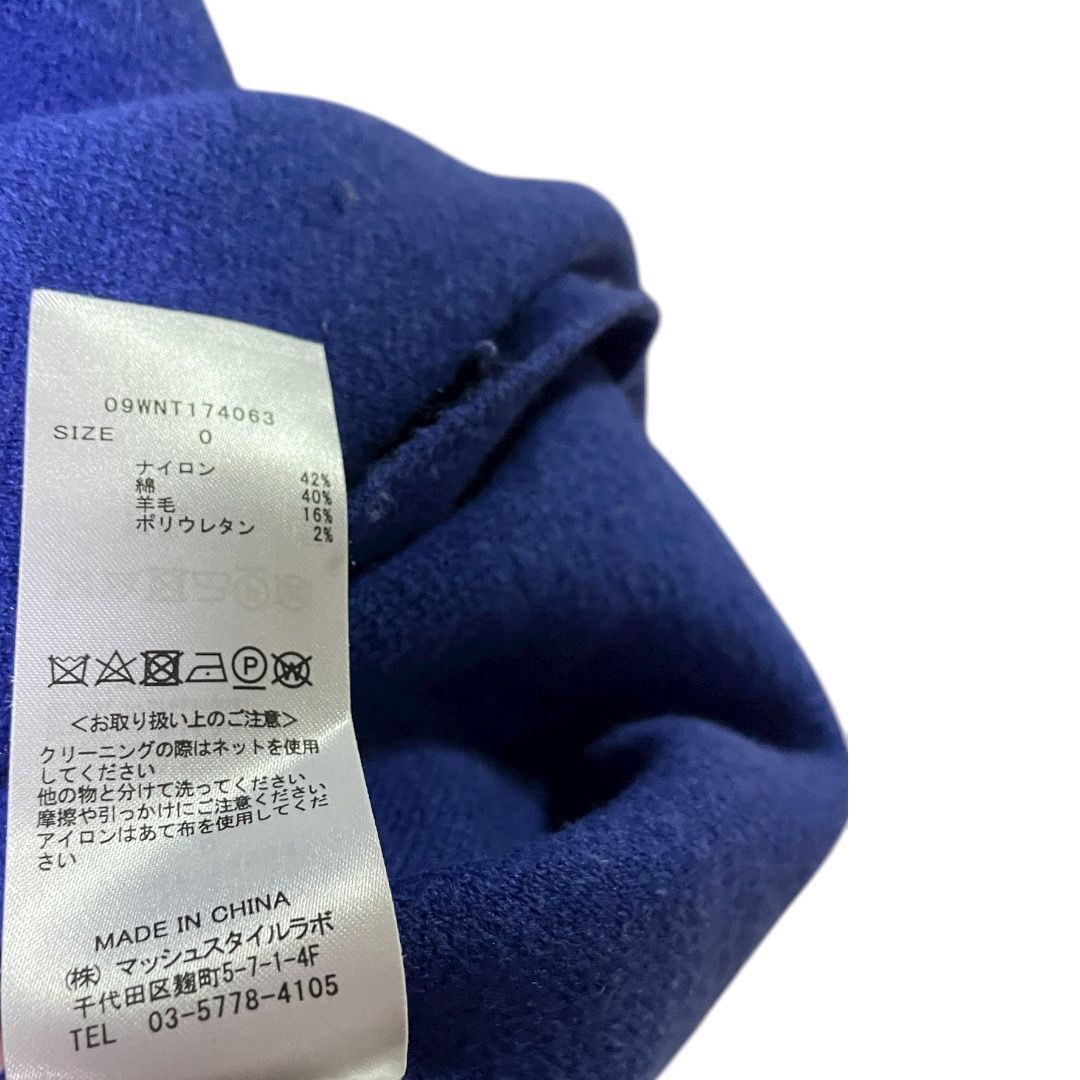 09WNT174063
SIZE 0
ナイロン 42%
綿 40%
羊毛 16%
ポリウレタン 2%
P W
<お取り扱い上のご注意>
クリーニングの際はネットを使用
してください
他の物と分けて洗ってください
摩擦や引っかけにご注意ください
アイロンはあて布を使用してくだ
さい
MADE IN CHINA
(株) マッシュスタイルラボ
千代田区麹町5-7-1-4F
TEL 03-5778-4105